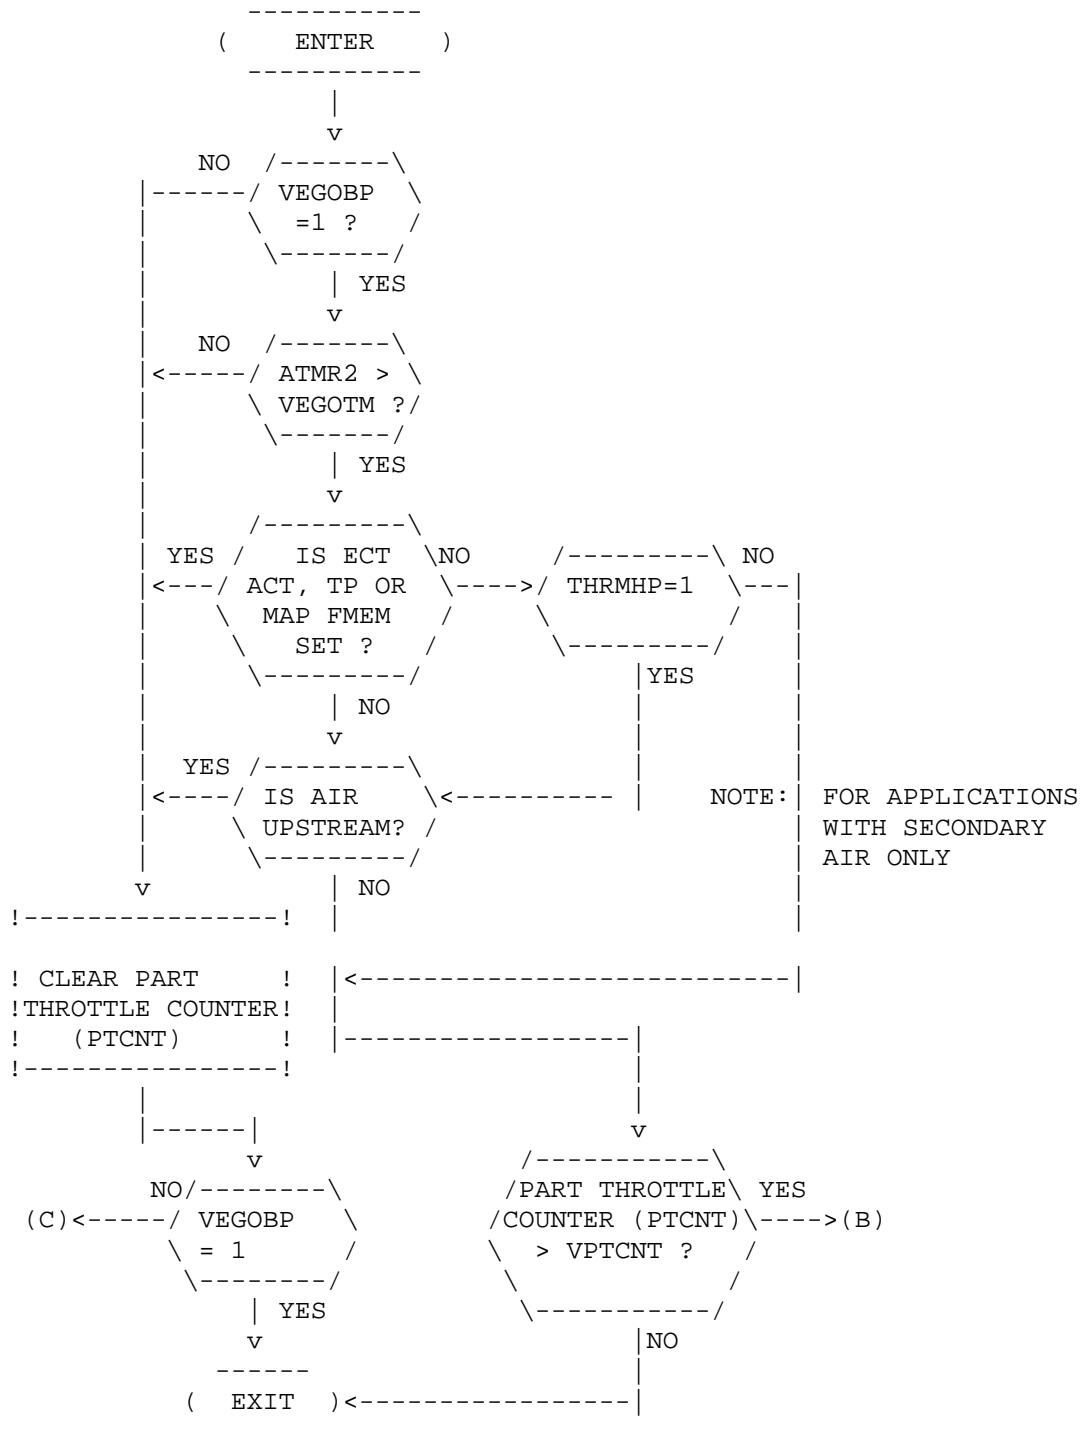 ENTER
NO
VEGOBP
=1 ?
YES
NO
ATMR2 >
VEGOTM ?
YES
YES IS ECT NO NO
ACT, TP OR THRMHP=1
MAP FMEM
SET ?
YES
NO
YES
IS AIR NOTE: FOR APPLICATIONS
UPSTREAM? WITH SECONDARY
AIR ONLY
NO
CLEAR PART
THROTTLE COUNTER
(PTCNT)
NO PART THROTTLE YES
(C) VEGOBP COUNTER (PTCNT) (B)
= 1 > VPTCNT ?
YES
NO
EXIT